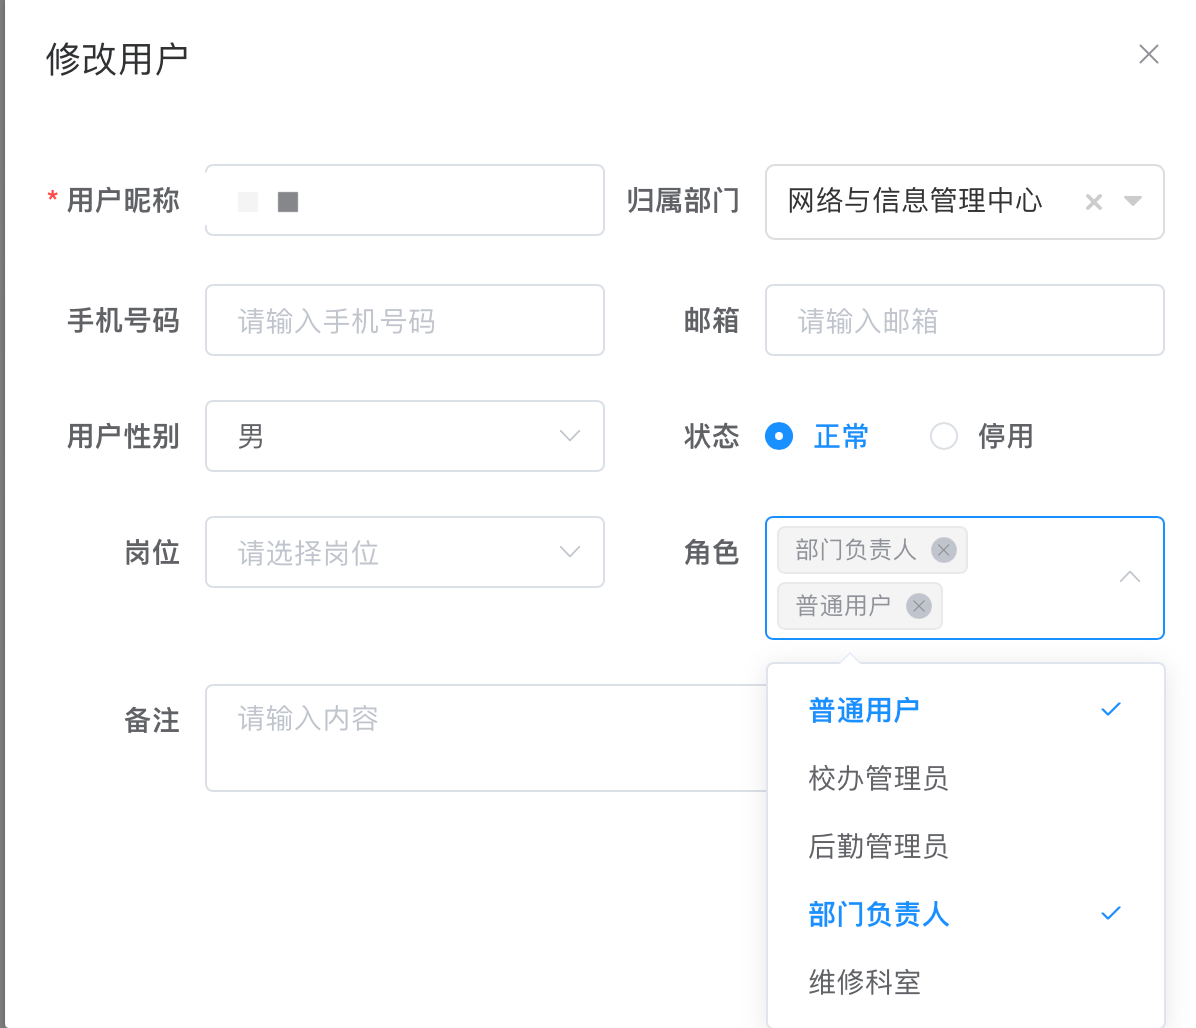 修改用户
* 用户昵称
归属部门 网络与信息管理中心
手机号码 请输入手机号码
邮箱 请输入邮箱
用户性别 男
状态 正常 停用
岗位 请选择岗位
角色 部门负责人
普通用户
备注 请输入内容
普通用户
校办管理员
后勤管理员
部门负责人
维修科室